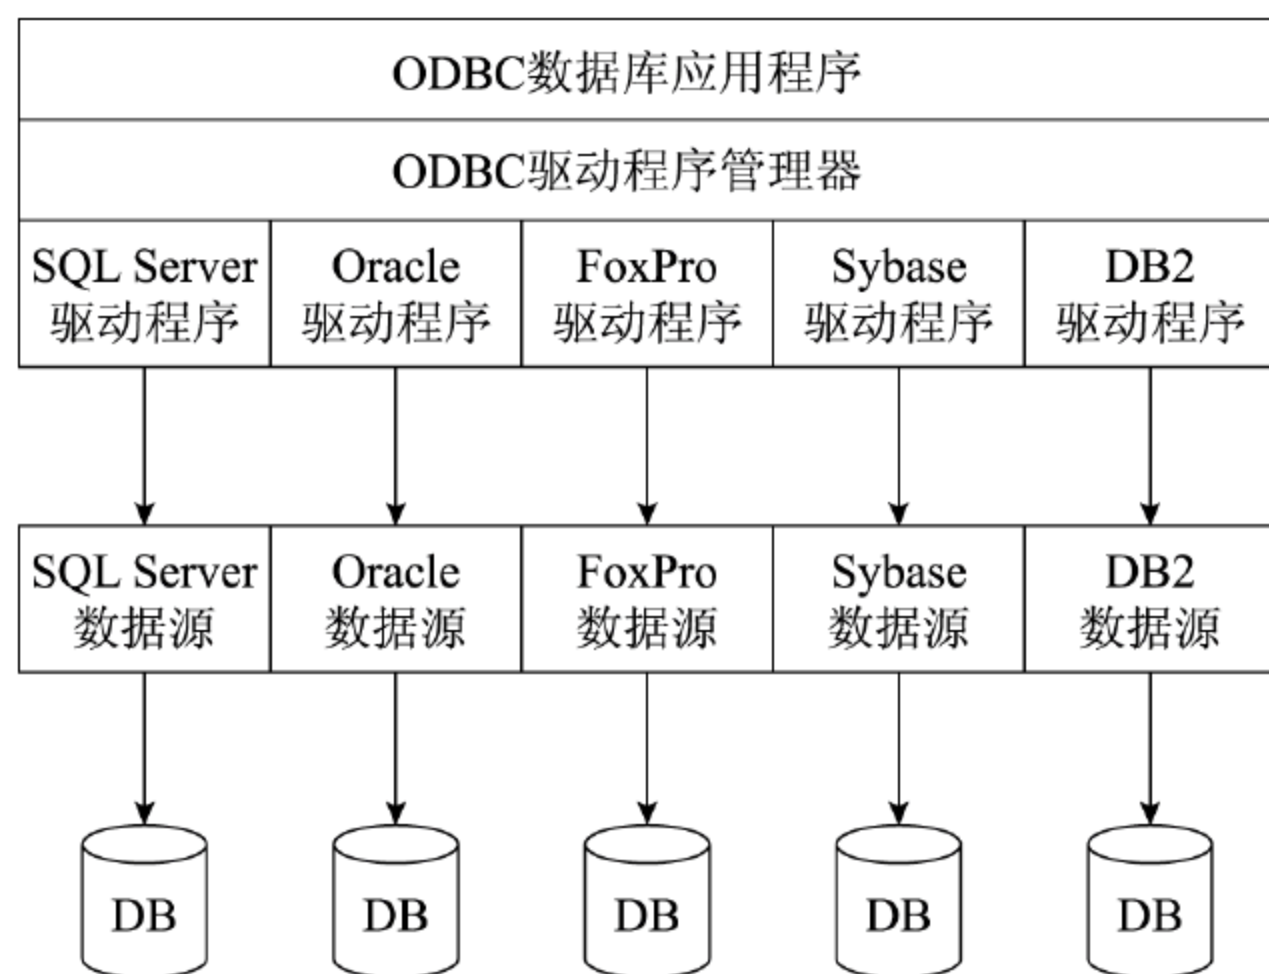 ODBC数据库应用程序
ODBC驱动程序管理器
SQL Server
驱动程序
Oracle
驱动程序
FoxPro
驱动程序
Sybase
驱动程序
DB2
驱动程序
SQL Server
数据源
Oracle
数据源
FoxPro
数据源
Sybase
数据源
DB2
数据源
DB
DB
DB
DB
DB